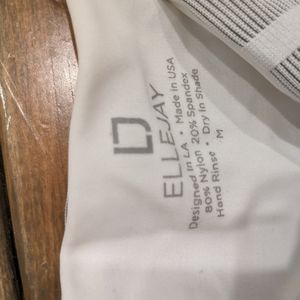 ELLEJAY
Designed in LA • Made in USA
80% Nylon 20% Spandex
Hand Rinse • Dry In Shade
M